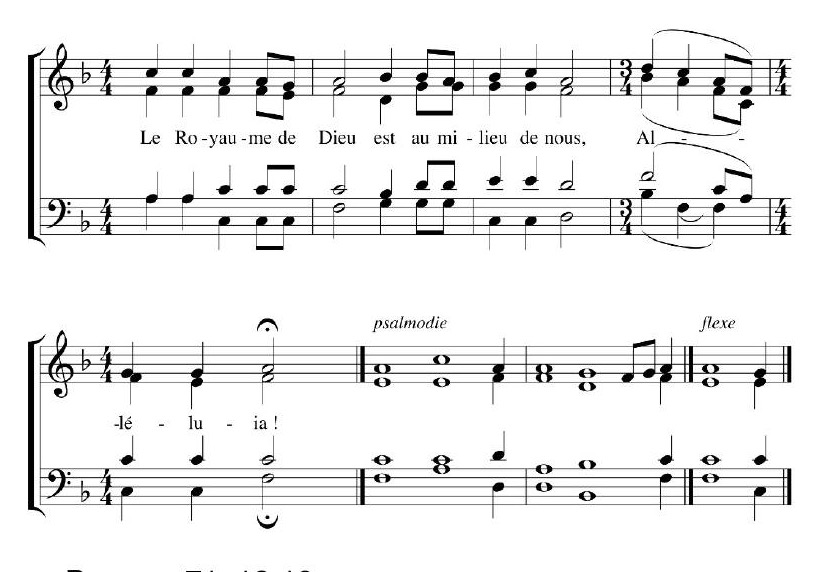 Le Ro - yau - me de Dieu est au mi - lieu de nous, Al - -
psalmodie flexe
-lé - lu - ia !